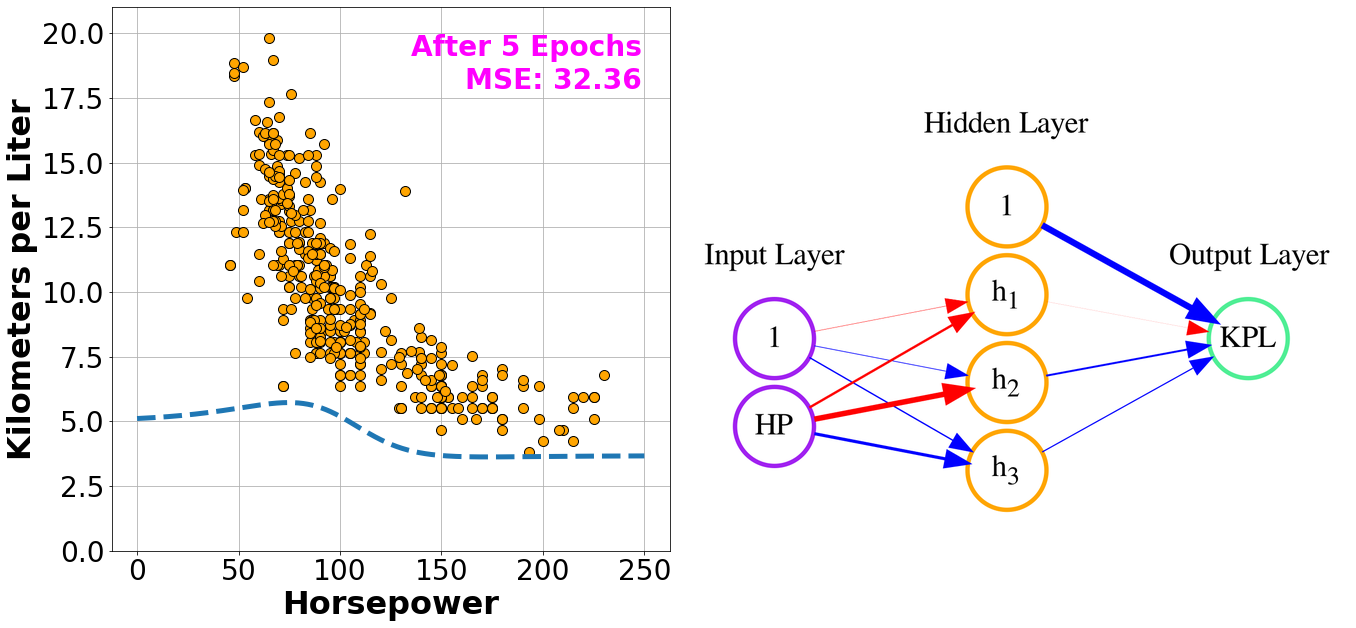 After 5 Epochs
MSE: 32.36
Kilometers per Liter
20.0
17.5
15.0
12.5
10.0
7.5
5.0
2.5
0.0
0 50 100 150 200 250
Horsepower
Hidden Layer
Input Layer
Output Layer
1
h1
1
KPL
h2
HP
h3